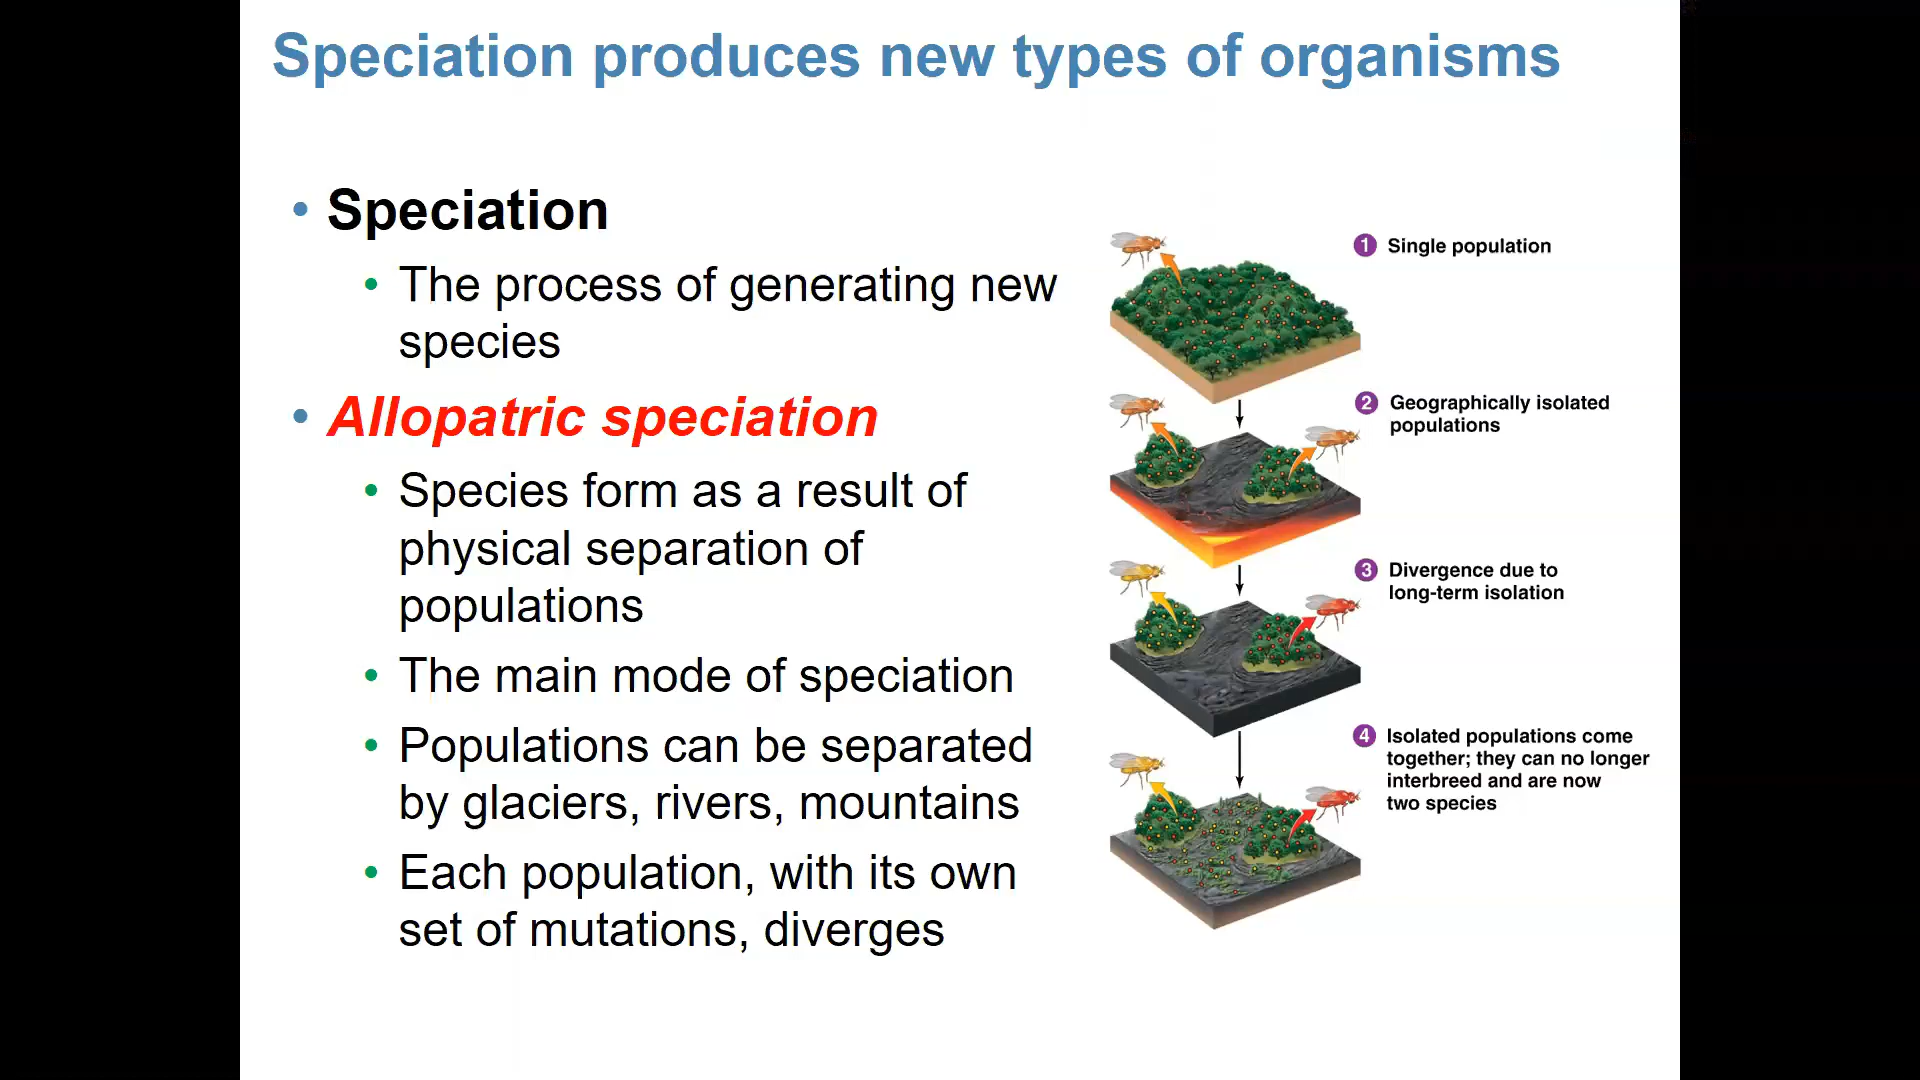 Speciation produces new types of organisms
• Speciation
• The process of generating new
species
• Allopatric speciation
• Species form as a result of
physical separation of
populations
• The main mode of speciation
• Populations can be separated
by glaciers, rivers, mountains
• Each population, with its own
set of mutations, diverges
1 Single population
2 Geographically isolated
populations
3 Divergence due to
long-term isolation
4 Isolated populations come
together; they can no longer
interbreed and are now
two species